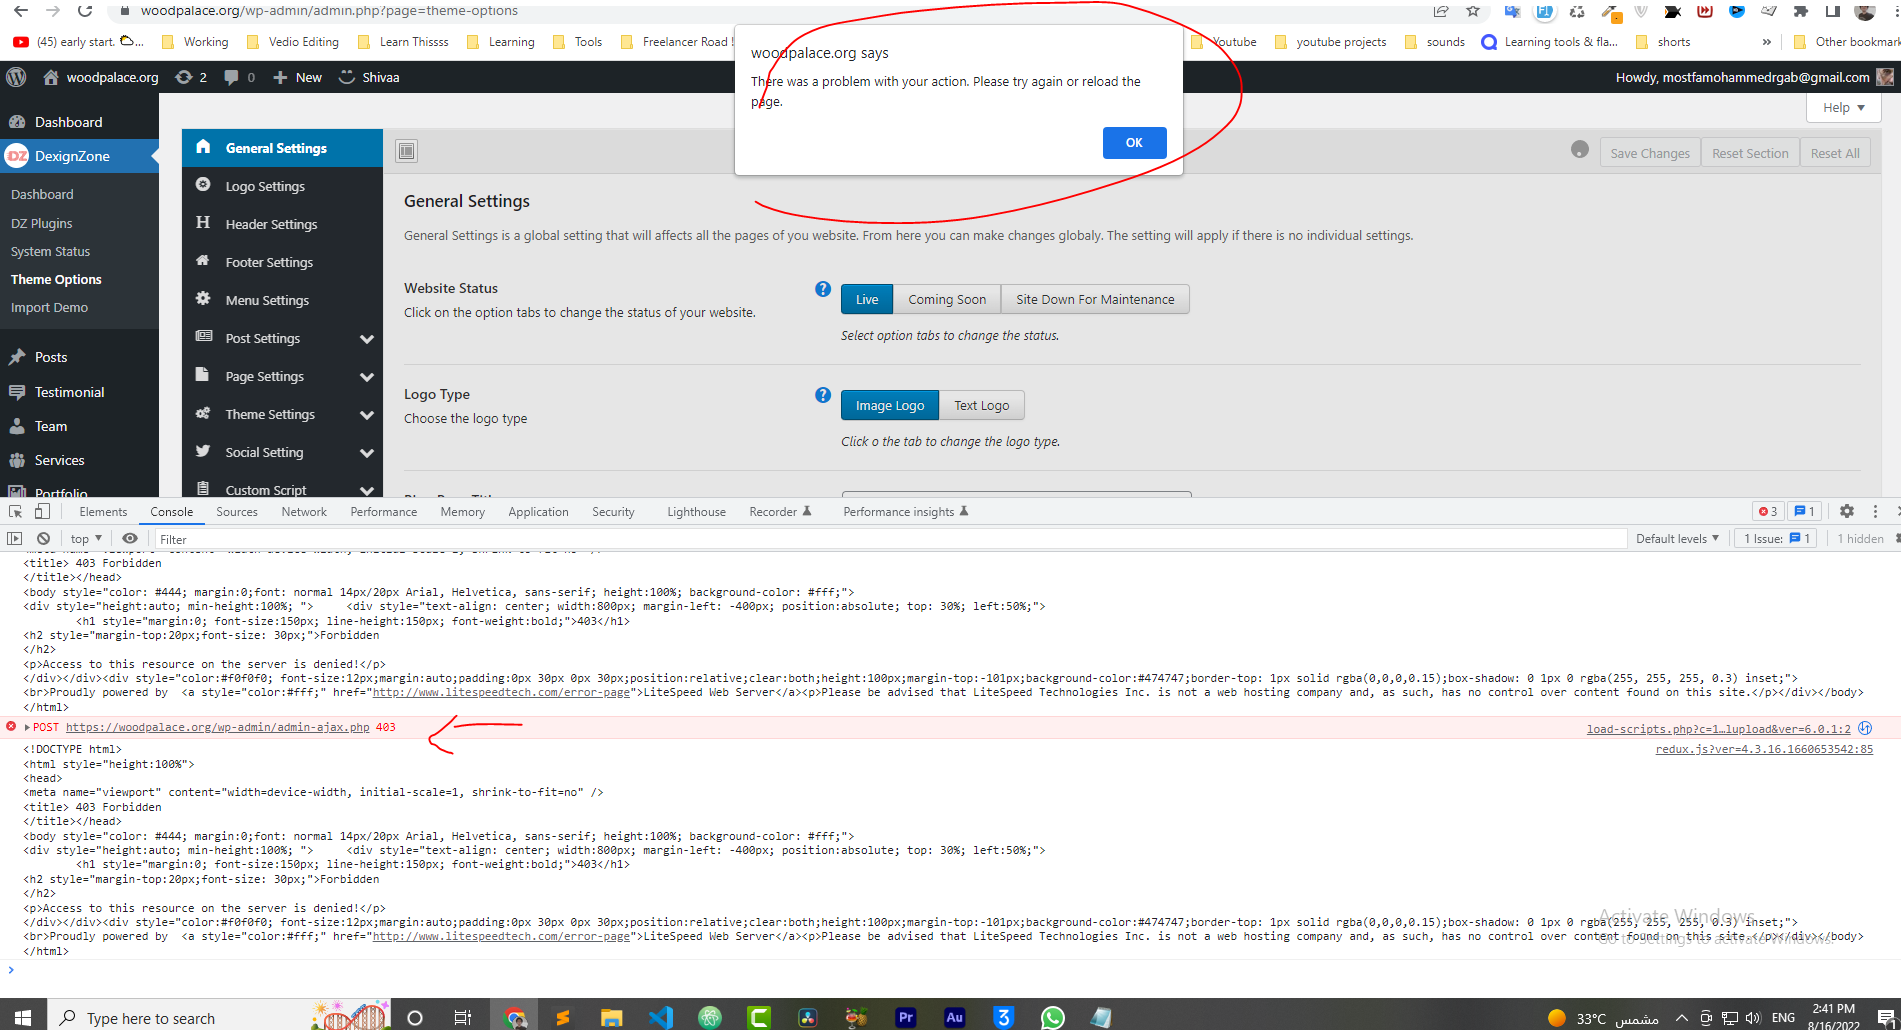 woodpalace.org/wp-admin/admin.php?page=theme-options
(45) early start. ...
Working
Vedio Editing
Learn Thissss
Learning
Tools
Freelancer Road !
Youtube
youtube projects
sounds
Learning tools & fla...
shorts
»
Other bookmark
woodpalace.org says
There was a problem with your action. Please try again or reload the
page.
OK
woodpalace.org
2
0
New
Shivaa
Howdy, mostfamohammedrgab@gmail.com
Help
Dashboard
DZ DexignZone
Dashboard
DZ Plugins
System Status
Theme Options
Import Demo
Posts
Testimonial
Team
Services
Portfolio
General Settings
Logo Settings
Header Settings
Footer Settings
Menu Settings
Post Settings
Page Settings
Theme Settings
Social Setting
Custom Script
Save Changes
Reset Section
Reset All
General Settings
General Settings is a global setting that will affects all the pages of you website. From here you can make changes globaly. The setting will apply if there is no individual settings.
Website Status
Click on the option tabs to change the status of your website.
Live
Coming Soon
Site Down For Maintenance
Select option tabs to change the status.
Logo Type
Choose the logo type
Image Logo
Text Logo
Click o the tab to change the logo type.
Elements
Console
Sources
Network
Performance
Memory
Application
Security
Lighthouse
Recorder
Performance insights
3
1
top
Filter
Default levels
1 Issue: 1
1 hidden
<title> 403 Forbidden
</title></head>
<body style="color: #444; margin:0;font: normal 14px/20px Arial, Helvetica, sans-serif; height:100%; background-color: #fff;">
<div style="height:auto; min-height:100%; "> <div style="text-align: center; width:800px; margin-left: -400px; position:absolute; top: 30%; left:50%;">
<h1 style="margin:0; font-size:150px; line-height:150px; font-weight:bold;">403</h1>
<h2 style="margin-top:20px;font-size: 30px;">Forbidden
</h2>
<p>Access to this resource on the server is denied!</p>
</div></div><div style="color:#f0f0f0; font-size:12px;margin:auto;padding:0px 30px 0px 30px;position:relative;clear:both;height:100px;margin-top:-101px;background-color:#474747;border-top: 1px solid rgba(0,0,0,0.15);box-shadow: 0 1px 0 rgba(255, 255, 255, 0.3) inset;">
<br>Proudly powered by <a style="color:#fff;" href="http://www.litespeedtech.com/error-page">LiteSpeed Web Server</a><p>Please be advised that LiteSpeed Technologies Inc. is not a web hosting company and, as such, has no control over content found on this site.</p></div></body>
</html>
POST https://woodpalace.org/wp-admin/admin-ajax.php 403
load-scripts.php?c=1…lupload&ver=6.0.1:2
<!DOCTYPE html>
redux.js?ver=4.3.16.1660653542:85
<html style="height:100%">
<head>
<meta name="viewport" content="width=device-width, initial-scale=1, shrink-to-fit=no" />
<title> 403 Forbidden
</title></head>
<body style="color: #444; margin:0;font: normal 14px/20px Arial, Helvetica, sans-serif; height:100%; background-color: #fff;">
<div style="height:auto; min-height:100%; "> <div style="text-align: center; width:800px; margin-left: -400px; position:absolute; top: 30%; left:50%;">
<h1 style="margin:0; font-size:150px; line-height:150px; font-weight:bold;">403</h1>
<h2 style="margin-top:20px;font-size: 30px;">Forbidden
</h2>
<p>Access to this resource on the server is denied!</p>
</div></div><div style="color:#f0f0f0; font-size:12px;margin:auto;padding:0px 30px 0px 30px;position:relative;clear:both;height:100px;margin-top:-101px;background-color:#474747;border-top: 1px solid rgba(0,0,0,0.15);box-shadow: 0 1px 0 rgba(255, 255, 255, 0.3) inset;">
<br>Proudly powered by <a style="color:#fff;" href="http://www.litespeedtech.com/error-page">LiteSpeed Web Server</a><p>Please be advised that LiteSpeed Technologies Inc. is not a web hosting company and, as such, has no control over content found on this site.</p></div></body>
</html>
Activate Windows
Go to Settings to activate Windows.
Type here to search
Pr
Au
33°C مشمس
ENG
2:41 PM
8/16/2022